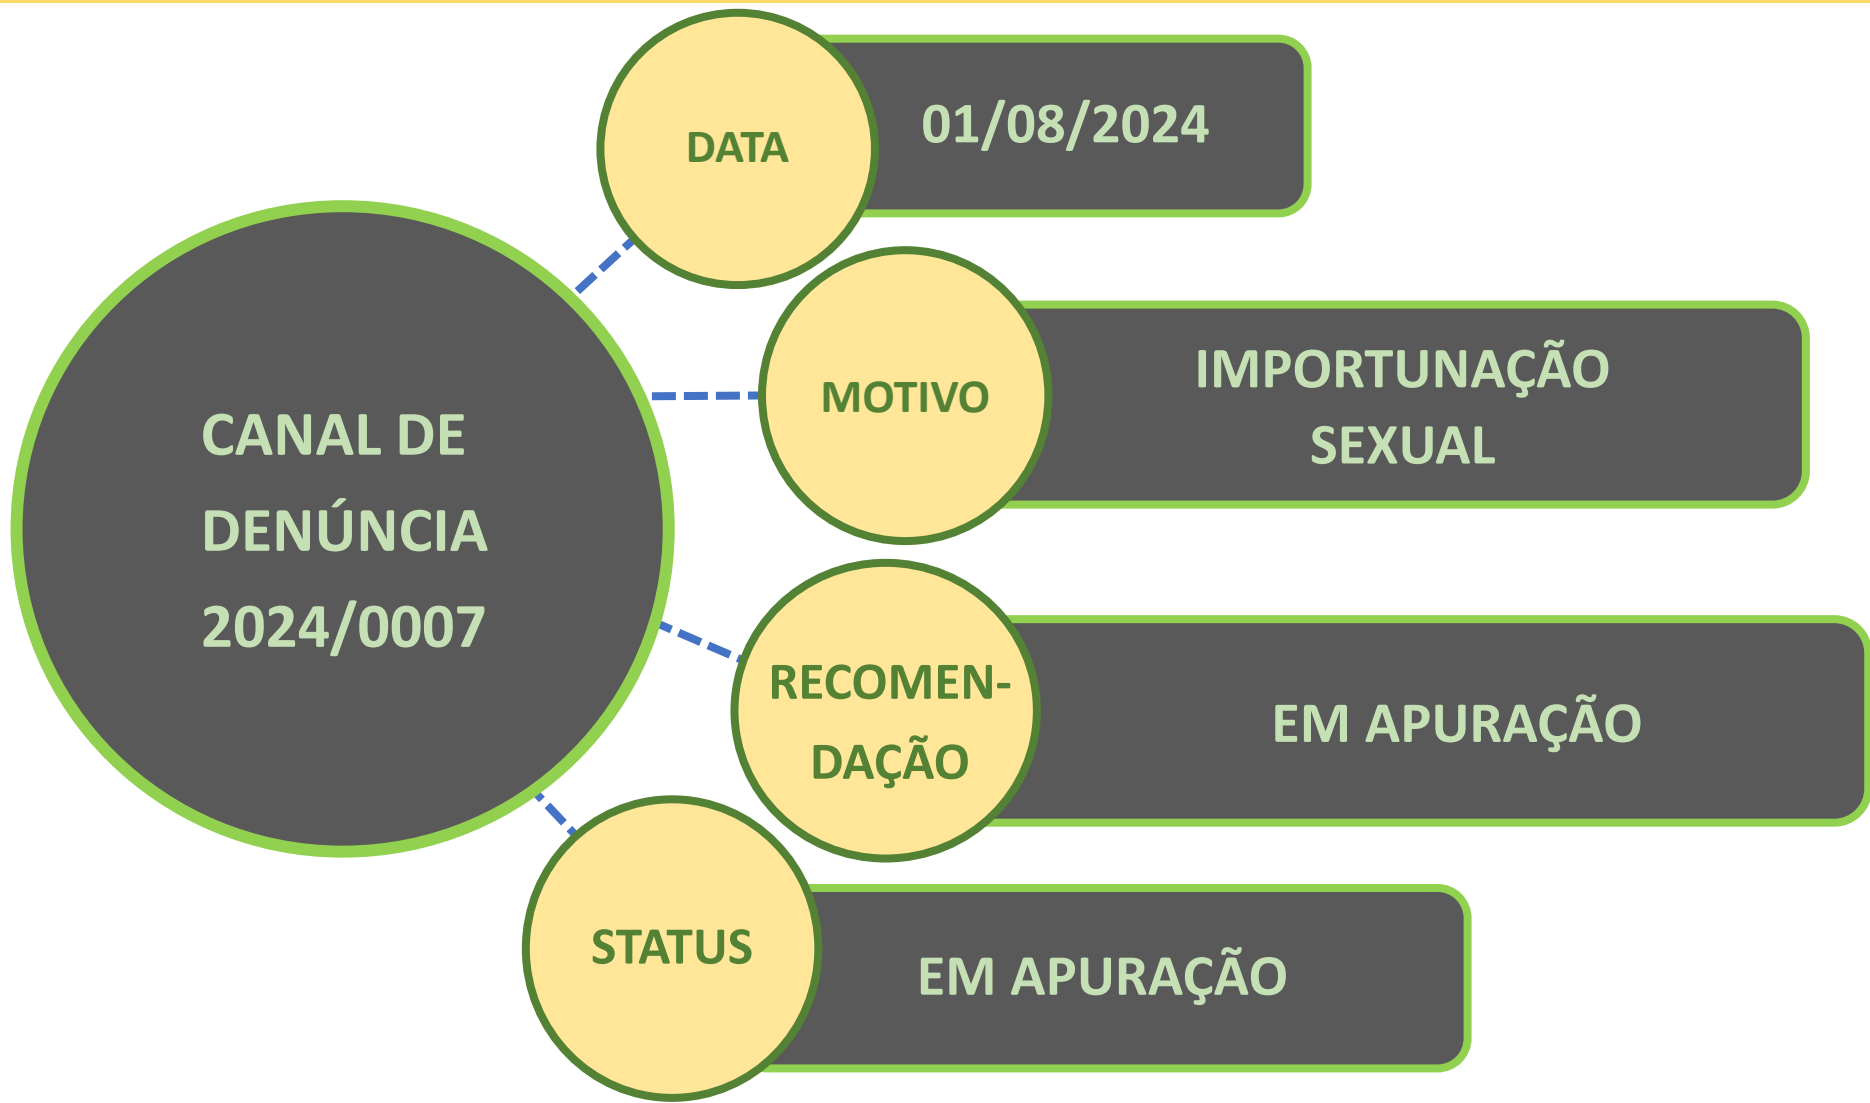 CANAL DE
DENÚNCIA
2024/0007
DATA
01/08/2024
MOTIVO
IMPORTUNAÇÃO
SEXUAL
RECOMEN-
DAÇÃO
EM APURAÇÃO
STATUS
EM APURAÇÃO